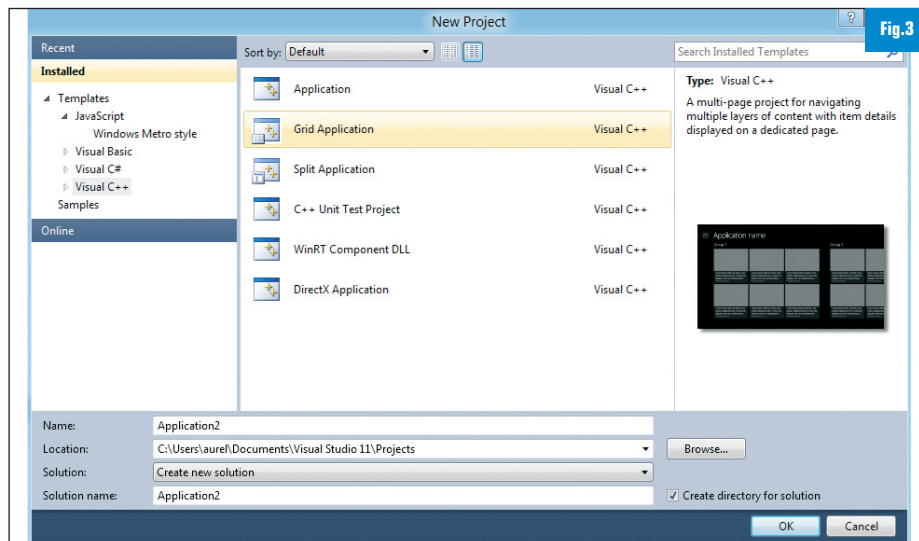 New Project
?
Fig.3
Recent
Installed
Templates
JavaScript
Windows Metro style
Visual Basic
Visual C#
Visual C++
Samples
Online
Sort by: Default
Application Visual C++
Grid Application Visual C++
Split Application Visual C++
C++ Unit Test Project Visual C++
WinRT Component DLL Visual C++
DirectX Application Visual C++
Search Installed Templates
Type: Visual C++
A multi-page project for navigating
multiple layers of content with item details
displayed on a dedicated page.
Application name
Group 1
Group 2
Name: Application2
Location: C:\Users\aurel\Documents\Visual Studio 11\Projects
Browse...
Solution: Create new solution
Solution name: Application2
Create directory for solution
OK
Cancel